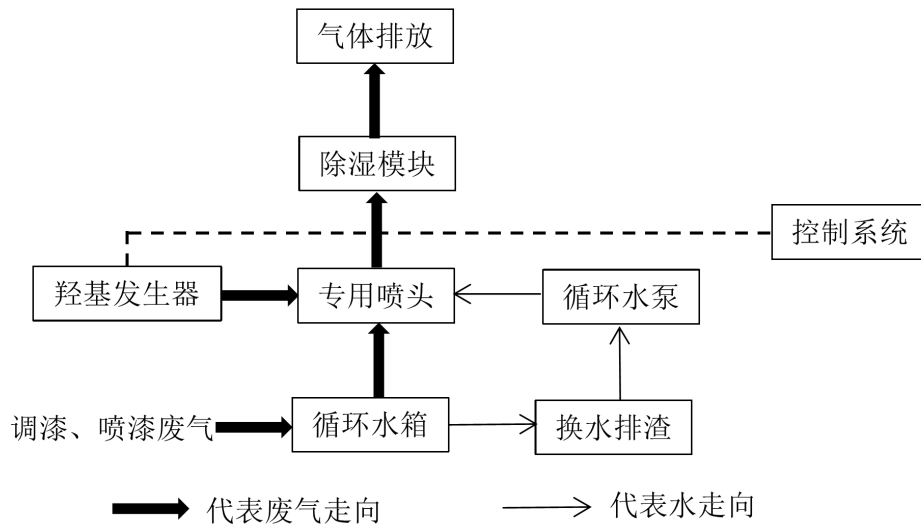 气体排放
除湿模块
控制系统
羟基发生器
专用喷头
循环水泵
调漆、喷漆废气
循环水箱
换水排渣
代表废气走向
代表水走向